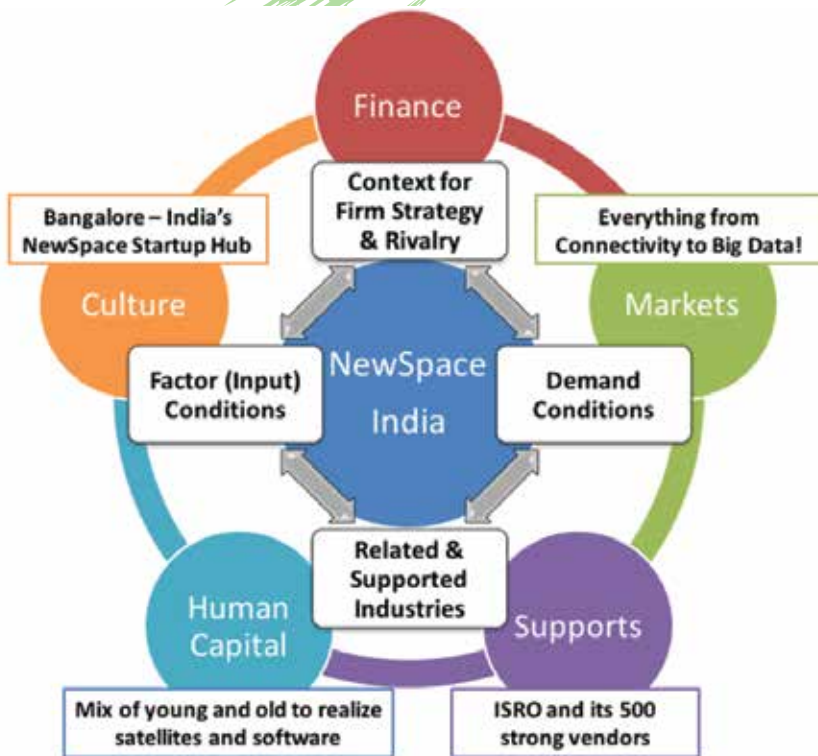 Finance
Context for
Firm Strategy
& Rivalry
Bangalore – India's
NewSpace Startup Hub
Everything from
Connectivity to Big Data!
Culture
Markets
Factor (Input)
Conditions
NewSpace
India
Demand
Conditions
Related &
Supported
Industries
Human
Capital
Supports
Mix of young and old to realize
satellites and software
ISRO and its 500
strong vendors